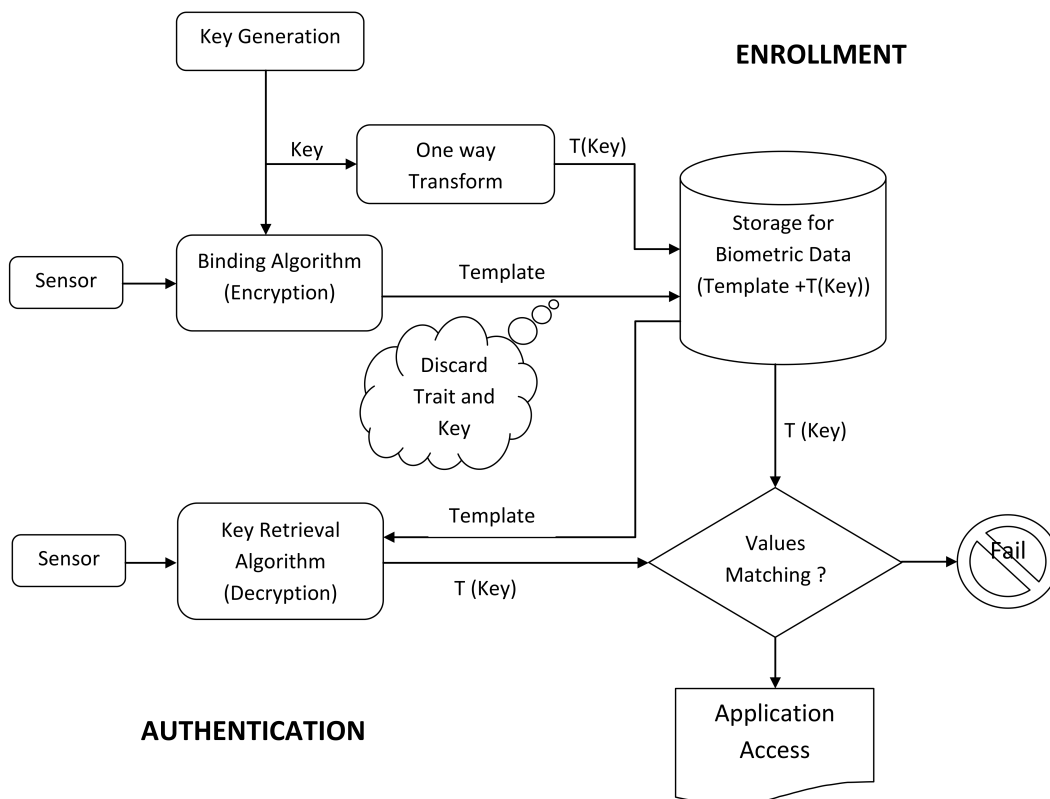 Key Generation
ENROLLMENT
Key
One way
Transform
T(Key)
Storage for
Biometric Data
(Template +T(Key))
Sensor
Binding Algorithm
(Encryption)
Template
Discard
Trait and
Key
T (Key)
Sensor
Key Retrieval
Algorithm
(Decryption)
Template
T (Key)
Values
Matching ?
Fail
AUTHENTICATION
Application
Access